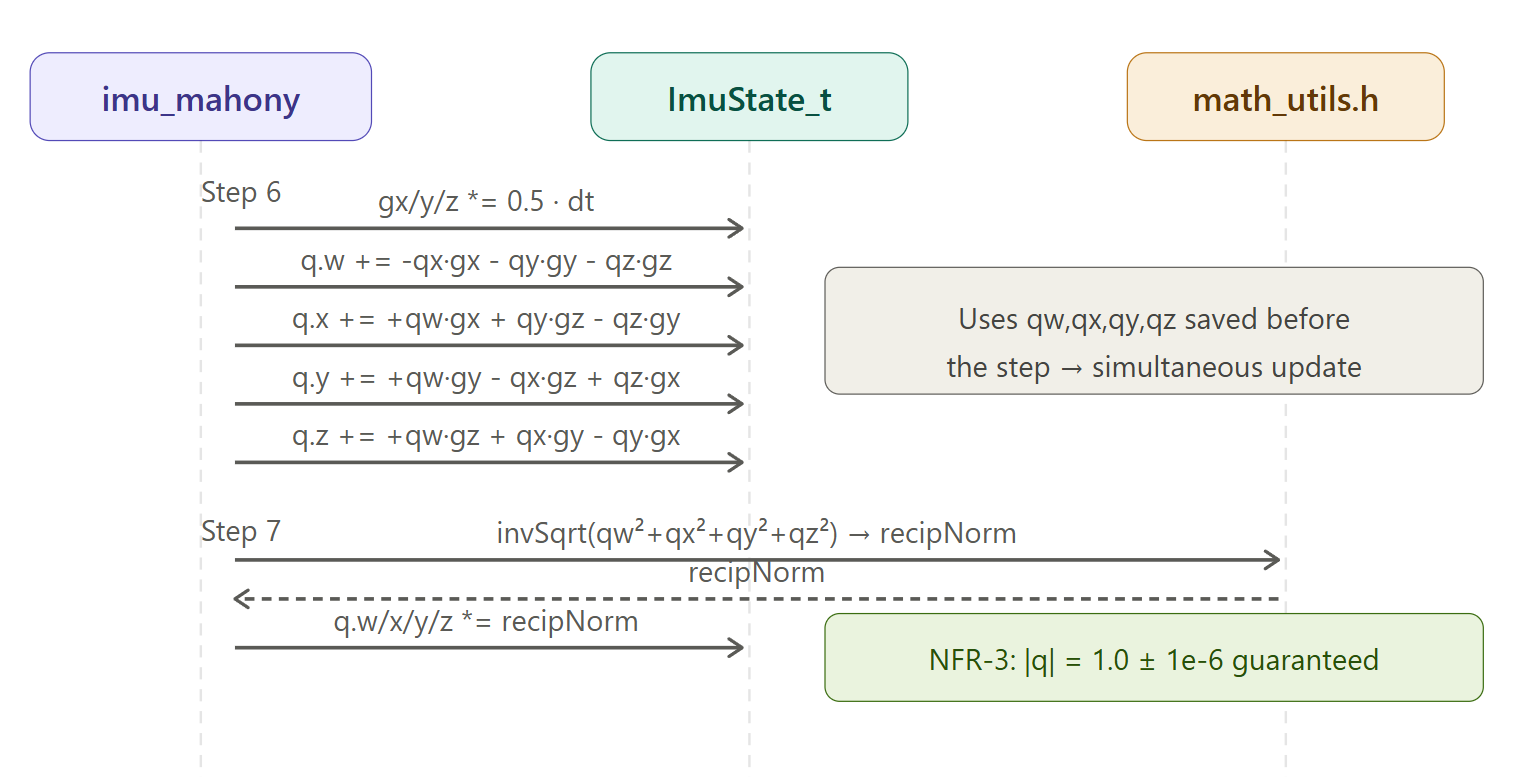 imu_mahony
ImuState_t
math_utils.h
Step 6
gx/y/z *= 0.5 · dt
q.w += -qx·gx - qy·gy - qz·gz
q.x += +qw·gx + qy·gz - qz·gy
Uses qw,qx,qy,qz saved before
the step → simultaneous update
q.y += +qw·gy - qx·gz + qz·gx
q.z += +qw·gz + qx·gy - qy·gx
Step 7
invSqrt(qw²+qx²+qy²+qz²) → recipNorm
recipNorm
q.w/x/y/z *= recipNorm
NFR-3: |q| = 1.0 ± 1e-6 guaranteed